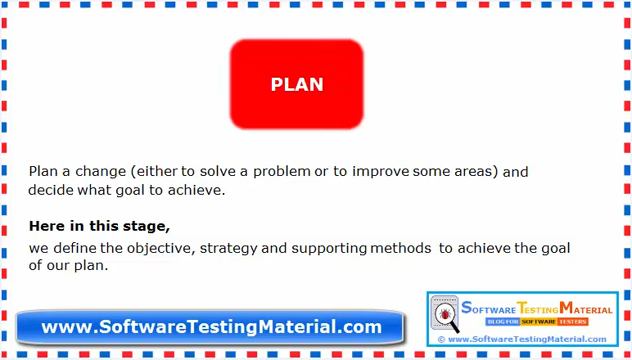 PLAN
Plan a change (either to solve a problem or to improve some areas) and
decide what goal to achieve.
Here in this stage,
we define the objective, strategy and supporting methods to achieve the goal
of our plan.
www.SoftwareTestingMaterial.com
SOFTWARE TESTING MATERIAL
BLOG FOR SOFTWARE TESTERS
© www.SoftwareTestingMaterial.com